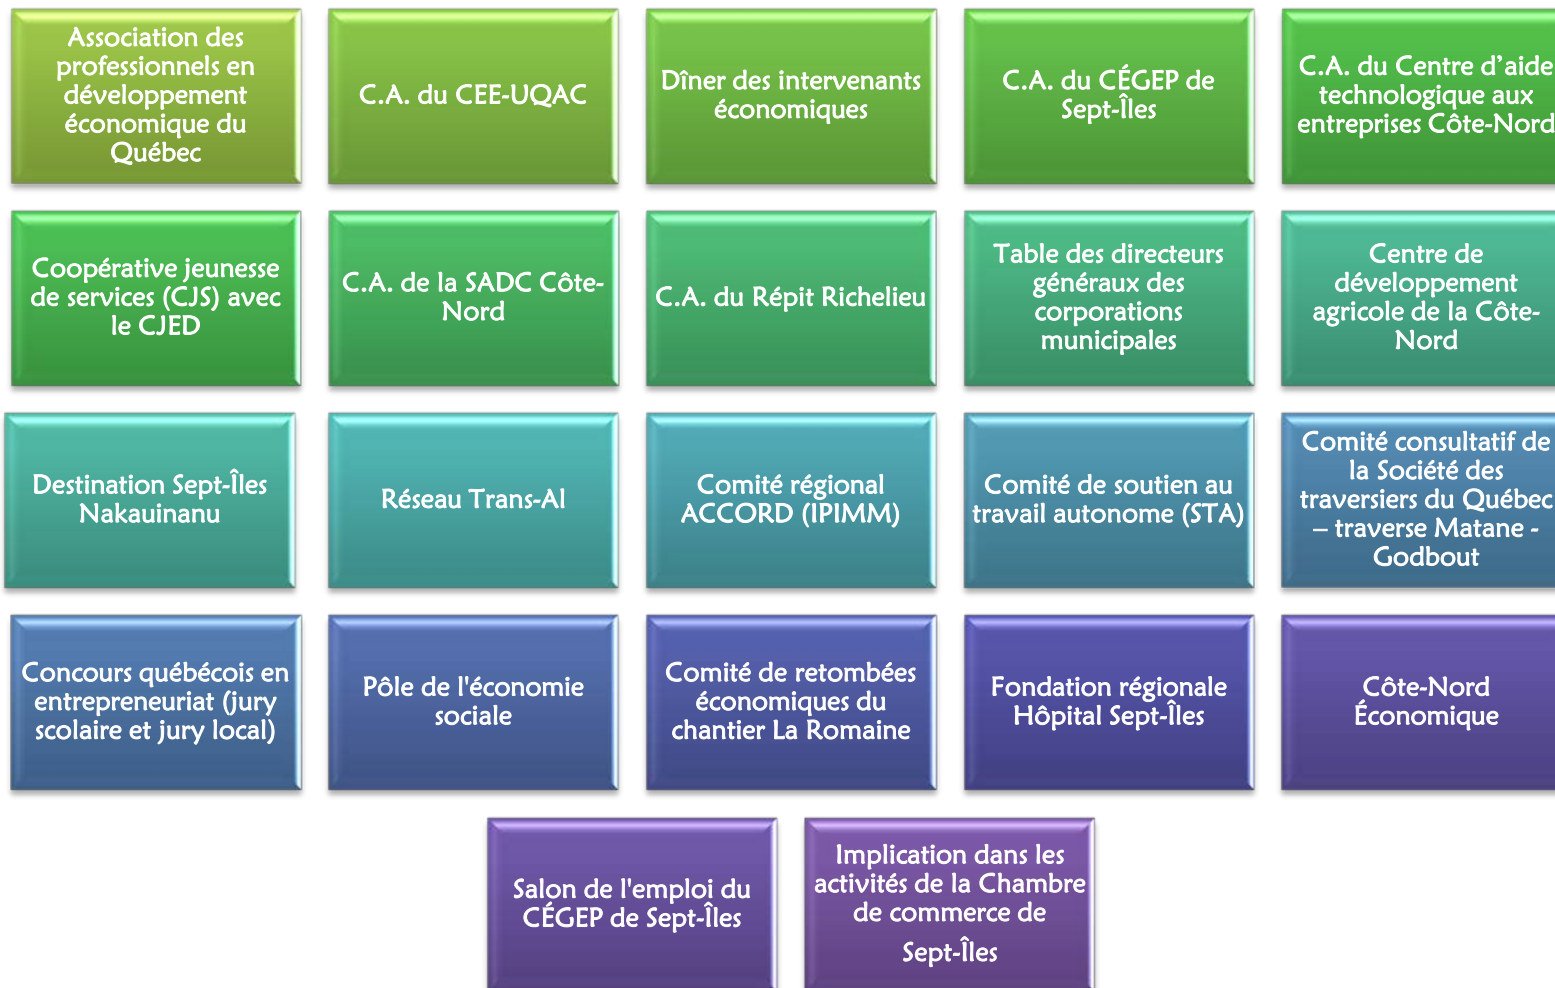 Association des
professionnels en
développement
économique du
Québec
C.A. du CEE-UQAC
Dîner des intervenants
économiques
C.A. du CÉGEP de
Sept-Îles
C.A. du Centre d'aide
technologique aux
entreprises Côte-Nord
Coopérative jeunesse
de services (CJS) avec
le CJED
C.A. de la SADC Côte-
Nord
C.A. du Répit Richelieu
Table des directeurs
généraux des
corporations
municipales
Centre de
développement
agricole de la Côte-
Nord
Destination Sept-Îles
Nakauinanu
Réseau Trans-Al
Comité régional
ACCORD (IPIMM)
Comité de soutien au
travail autonome (STA)
Comité consultatif de
la Société des
traversiers du Québec
– traverse Matane -
Godbout
Concours québécois en
entrepreneuriat (jury
scolaire et jury local)
Pôle de l'économie
sociale
Comité de retombées
économiques du
chantier La Romaine
Fondation régionale
Hôpital Sept-Îles
Côte-Nord
Économique
Salon de l'emploi du
CÉGEP de Sept-Îles
Implication dans les
activités de la Chambre
de commerce de
Sept-Îles